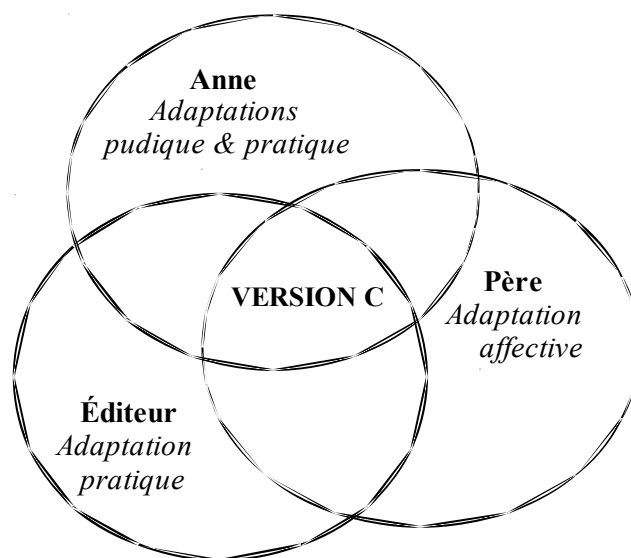 Anne
Adaptations
pudique & pratique
VERSION C
Père
Adaptation
affective
Éditeur
Adaptation
pratique